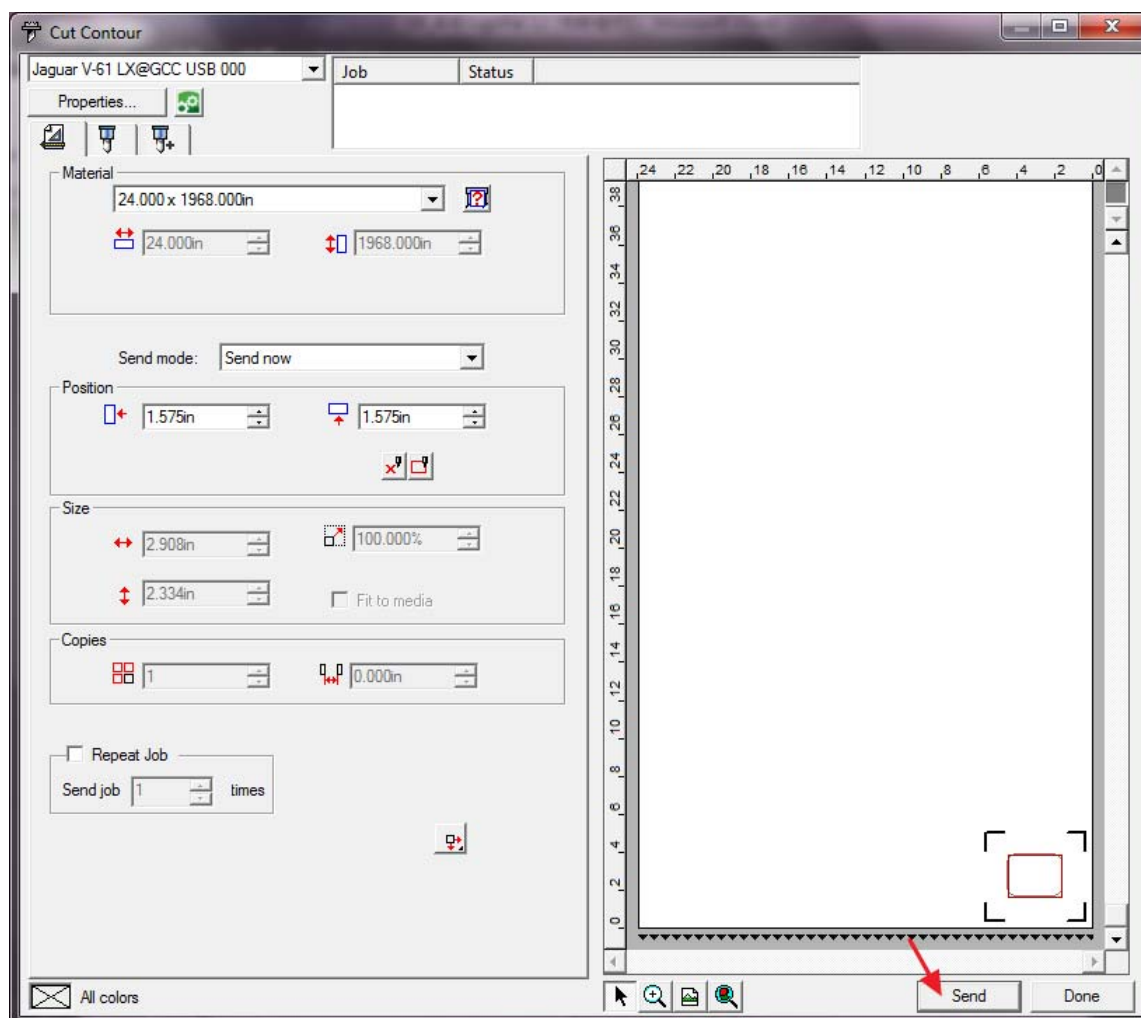 Cut Contour
Jaguar V-61 LX@GCC USB 000
Job Status
Properties...
Material
24.000 x 1968.000in
24.000in 1968.000in
Send mode: Send now
Position
1.575in 1.575in
Size
2.908in 100.000%
2.334in Fit to media
Copies
1 0.000in
Repeat Job
Send job 1 times
All colors
24 22 20 18 16 14 12 10 8 6 4 2 0
38
36
34
32
30
28
26
24
22
20
18
16
14
12
10
8
6
4
2
0
Send Done